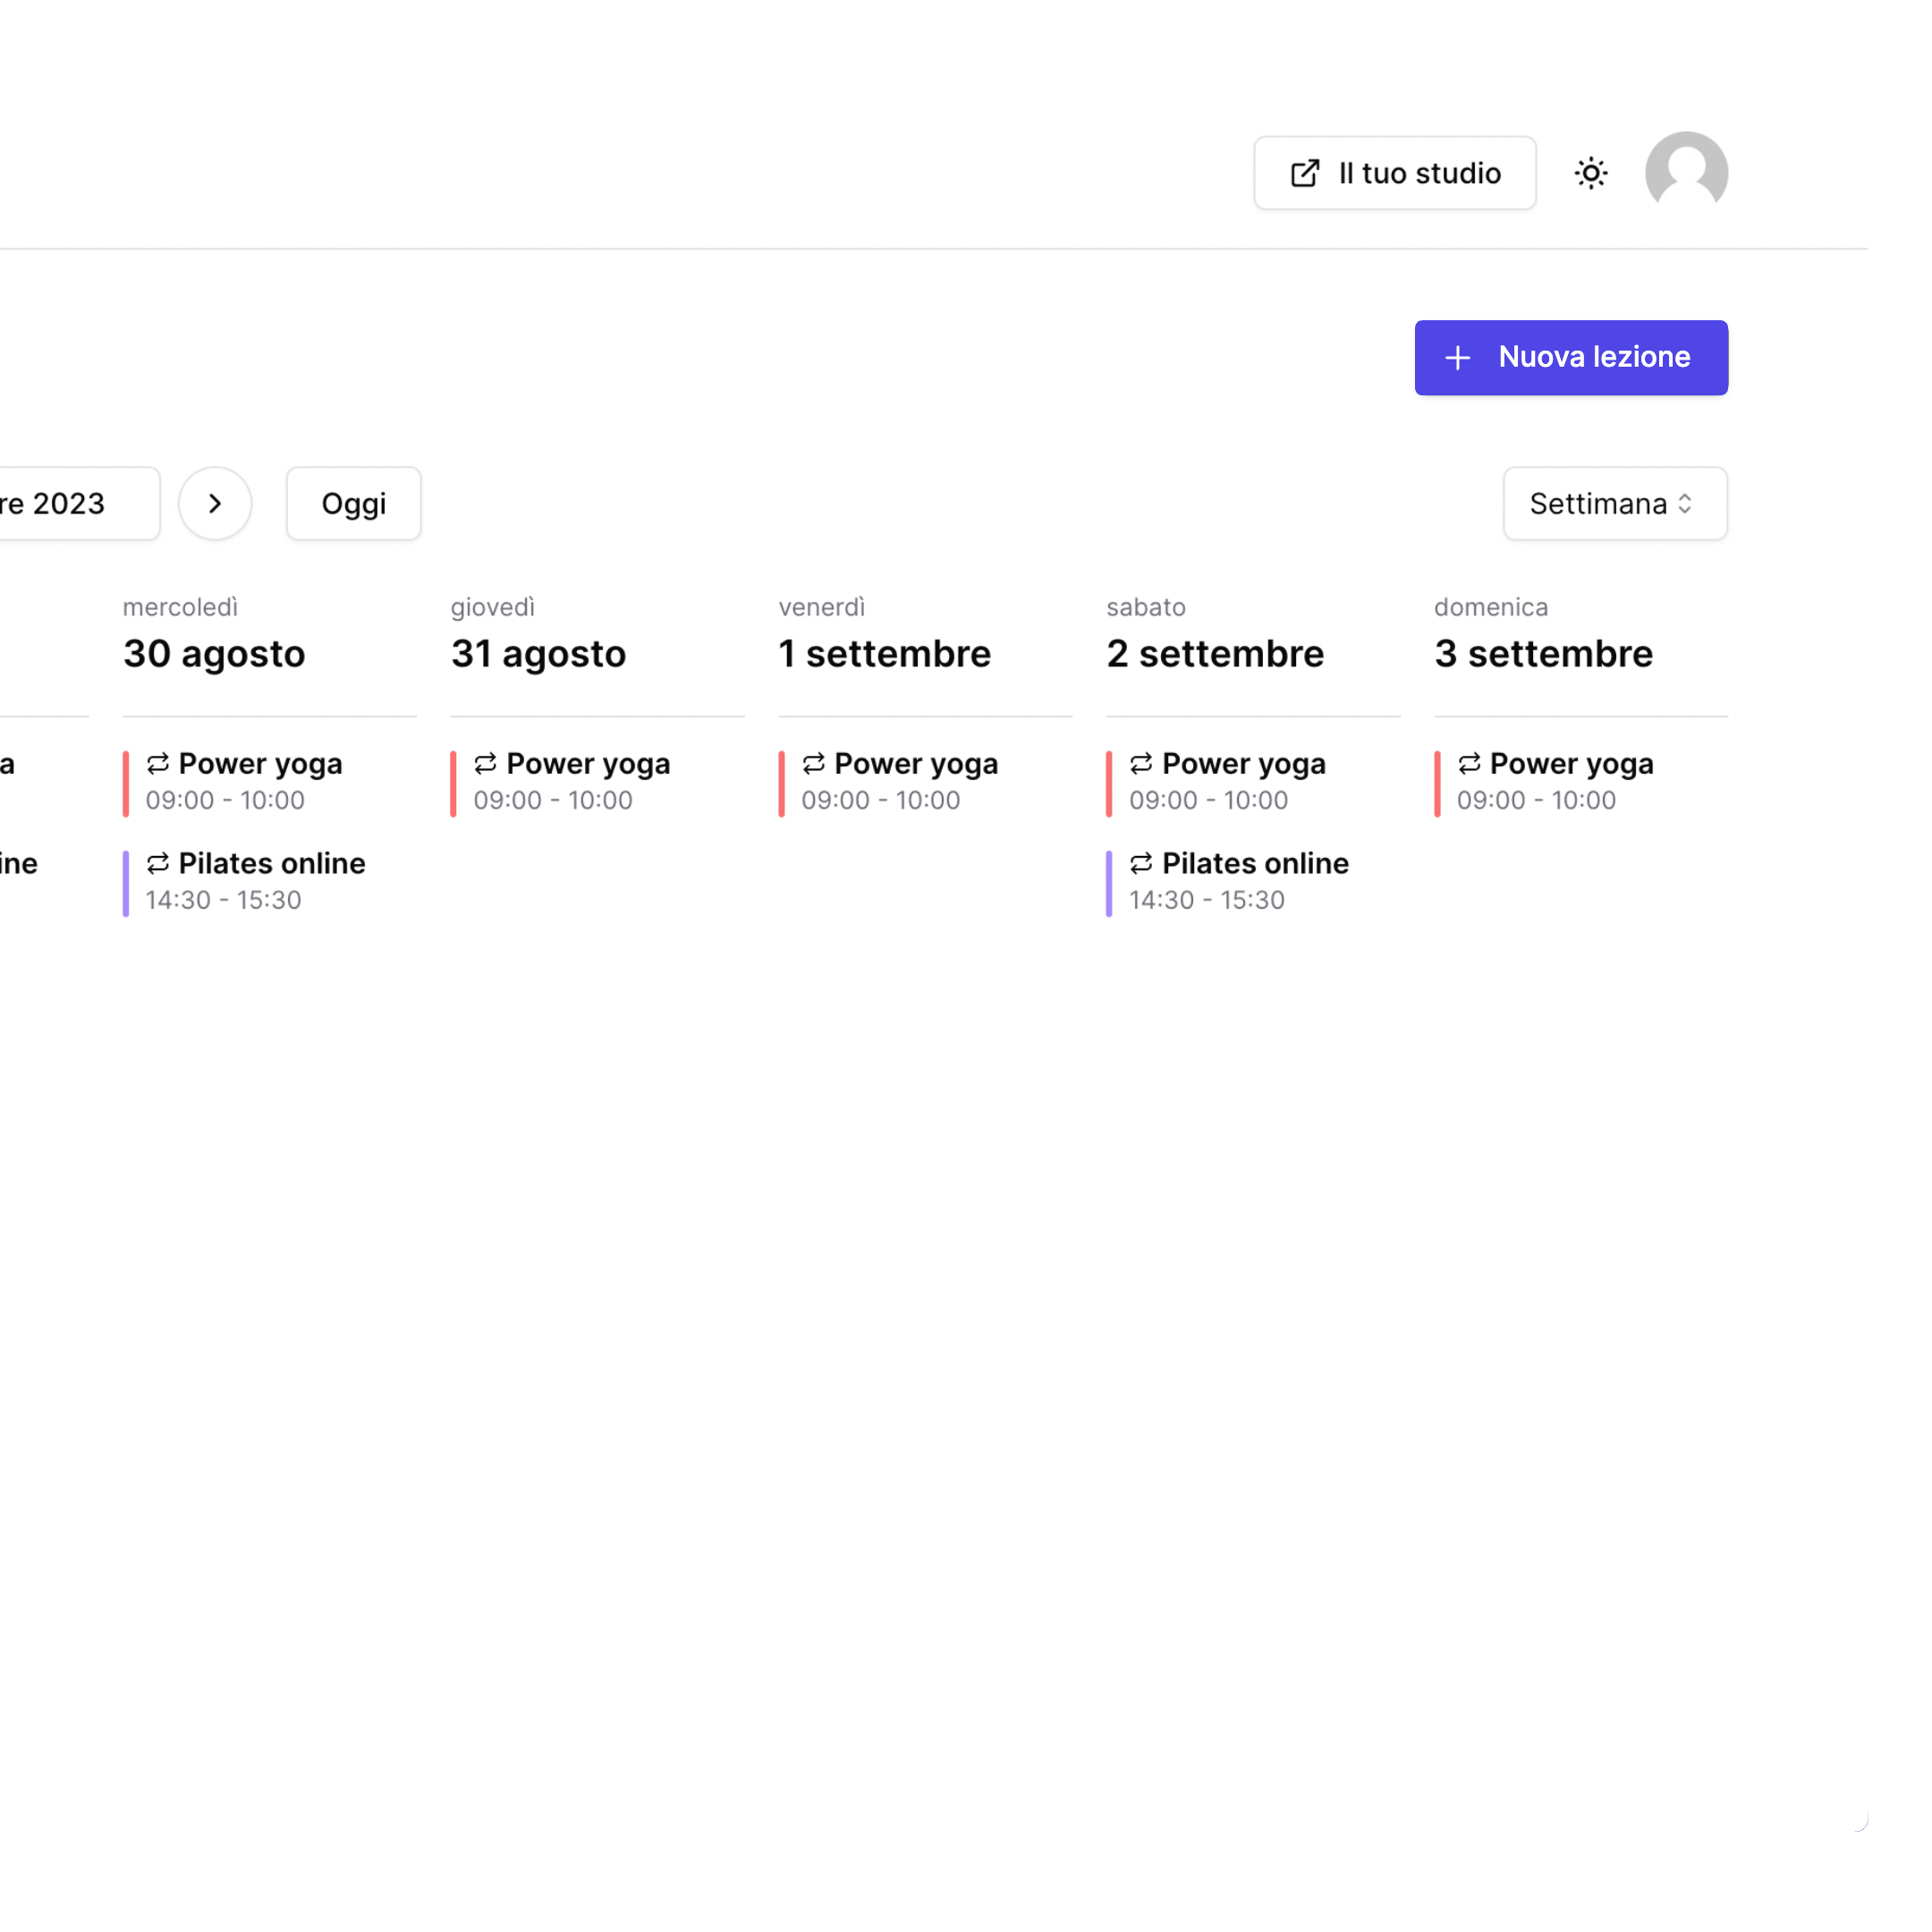 Il tuo studio
Nuova lezione
re 2023
Oggi
Settimana
mercoledì
30 agosto
giovedì
31 agosto
venerdì
1 settembre
sabato
2 settembre
domenica
3 settembre
a
ine
Power yoga
09:00 - 10:00
Pilates online
14:30 - 15:30
Power yoga
09:00 - 10:00
Power yoga
09:00 - 10:00
Power yoga
09:00 - 10:00
Pilates online
14:30 - 15:30
Power yoga
09:00 - 10:00